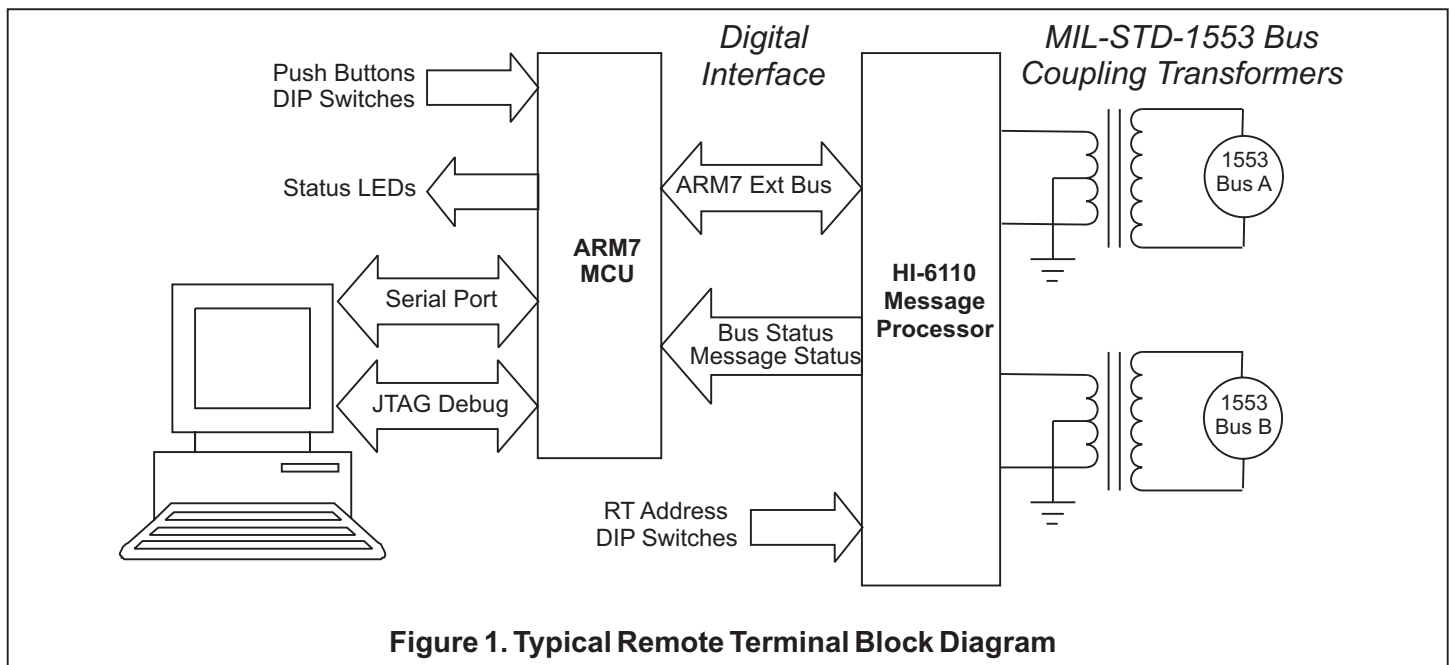 Digital
Interface
MIL-STD-1553 Bus
Coupling Transformers
Push Buttons
DIP Switches
Status LEDs
Serial Port
JTAG Debug
ARM7
MCU
ARM7 Ext Bus
Bus Status
Message Status
RT Address
DIP Switches
HI-6110
Message
Processor
1553
Bus A
1553
Bus B
Figure 1. Typical Remote Terminal Block Diagram